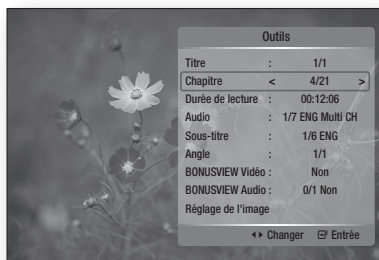 Outils
Titre : 1/1
Chapitre < 4/21 >
Durée de lecture : 00:12:06
Audio : 1/7 ENG Multi CH
Sous-titre : 1/6 ENG
Angle : 1/1
BONUSVIEW Vidéo : Non
BONUSVIEW Audio : 0/1 Non
Réglage de l'image
◄► Changer Entrée